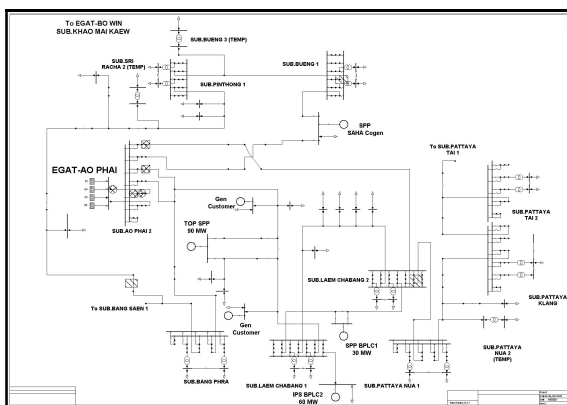 To EGAT-BO WIN
SUB.KHAO MAI KAEW
SUB.BUENG 3 (TEMP)
SUB.SRI
RACHA 2 (TEMP)
SUB.PINTHONG 1
SUB.BUENG 1
SPP
SAHA Cogen
EGAT-AO PHAI
To SUB.PATTAYA
TAI 1
Gen
Customer
SUB.PATTAYA
TAI 2
TOP SPP
90 MW
SUB.AO PHAI 2
SUB.LAEM CHABANG 2
SUB.PATTAYA
KLANG
To SUB.BANG SAEN 1
Gen
Customer
SPP BPLC1
30 MW
SUB.PATTAYA
NUA 2
(TEMP)
SUB.BANG PHRA
SUB.LAEM CHABANG 1
SUB.PATTAYA NUA 1
IPS BPLC2
60 MW